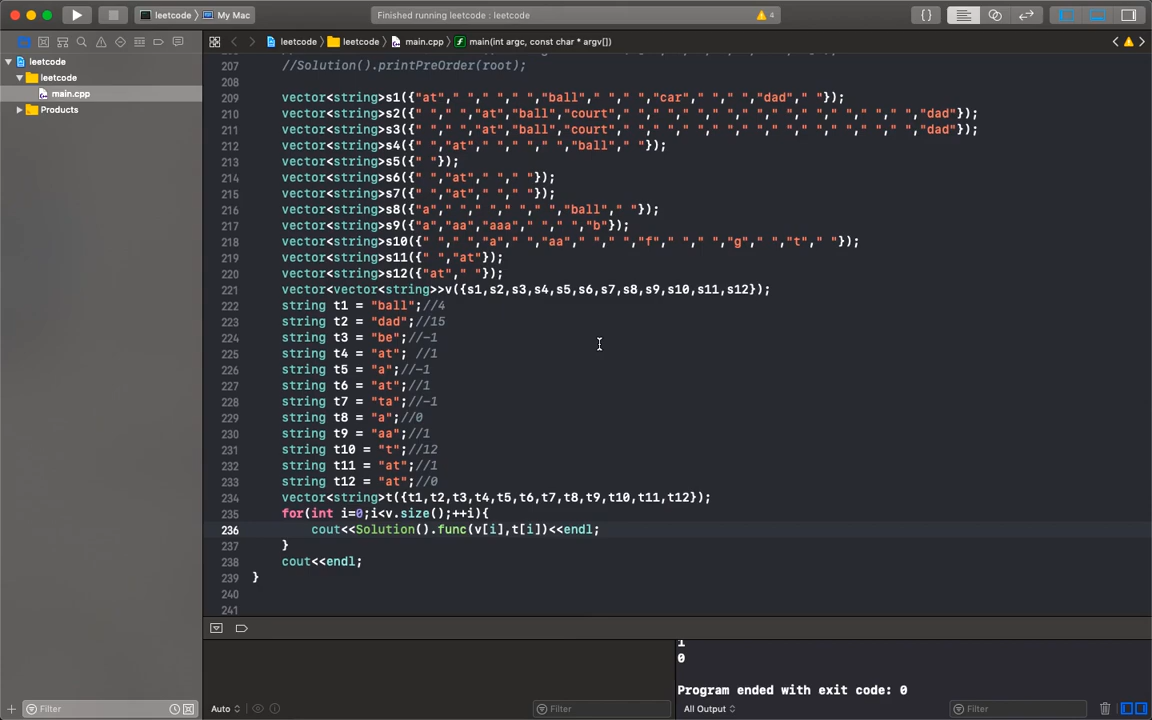 leetcode My Mac Finished running leetcode : leetcode 4
leetcode leetcode main.cpp main(int argc, const char * argv[])
leetcode
leetcode
main.cpp
Products
207 //Solution().printPreOrder(root);
208
209 vector<string>s1({"at"," "," "," ","ball"," "," ","car"," "," ","dad"," "});
210 vector<string>s2({" "," ","at","ball","court"," "," "," "," "," "," "," "," "," "," ","dad"});
211 vector<string>s3({" "," ","at","ball","court"," "," "," "," "," "," "," "," "," "," ","dad"});
212 vector<string>s4({" ","at"," "," "," ","ball"," "});
213 vector<string>s5({" "});
214 vector<string>s6({" ","at"," "," "});
215 vector<string>s7({" ","at"," "," "});
216 vector<string>s8({"a"," "," "," "," ","ball"," "});
217 vector<string>s9({"a","aa","aaa"," "," ","b"});
218 vector<string>s10({" "," ","a"," ","aa"," "," ","f"," "," ","g"," ","t"," "});
219 vector<string>s11({" ","at"});
220 vector<string>s12({"at"," "});
221 vector<vector<string>>v({s1,s2,s3,s4,s5,s6,s7,s8,s9,s10,s11,s12});
222 string t1 = "ball";//4
223 string t2 = "dad";//15
224 string t3 = "be";//-1
225 string t4 = "at"; //1
226 string t5 = "a";//-1
227 string t6 = "at";//1
228 string t7 = "ta";//-1
229 string t8 = "a";//0
230 string t9 = "aa";//1
231 string t10 = "t";//12
232 string t11 = "at";//1
233 string t12 = "at";//0
234 vector<string>t({t1,t2,t3,t4,t5,t6,t7,t8,t9,t10,t11,t12});
235 for(int i=0;i<v.size();++i){
236 cout<<Solution().func(v[i],t[i])<<endl;
237 }
238 cout<<endl;
239 }
240
241
1
0
Program ended with exit code: 0
Filter Auto Filter All Output Filter